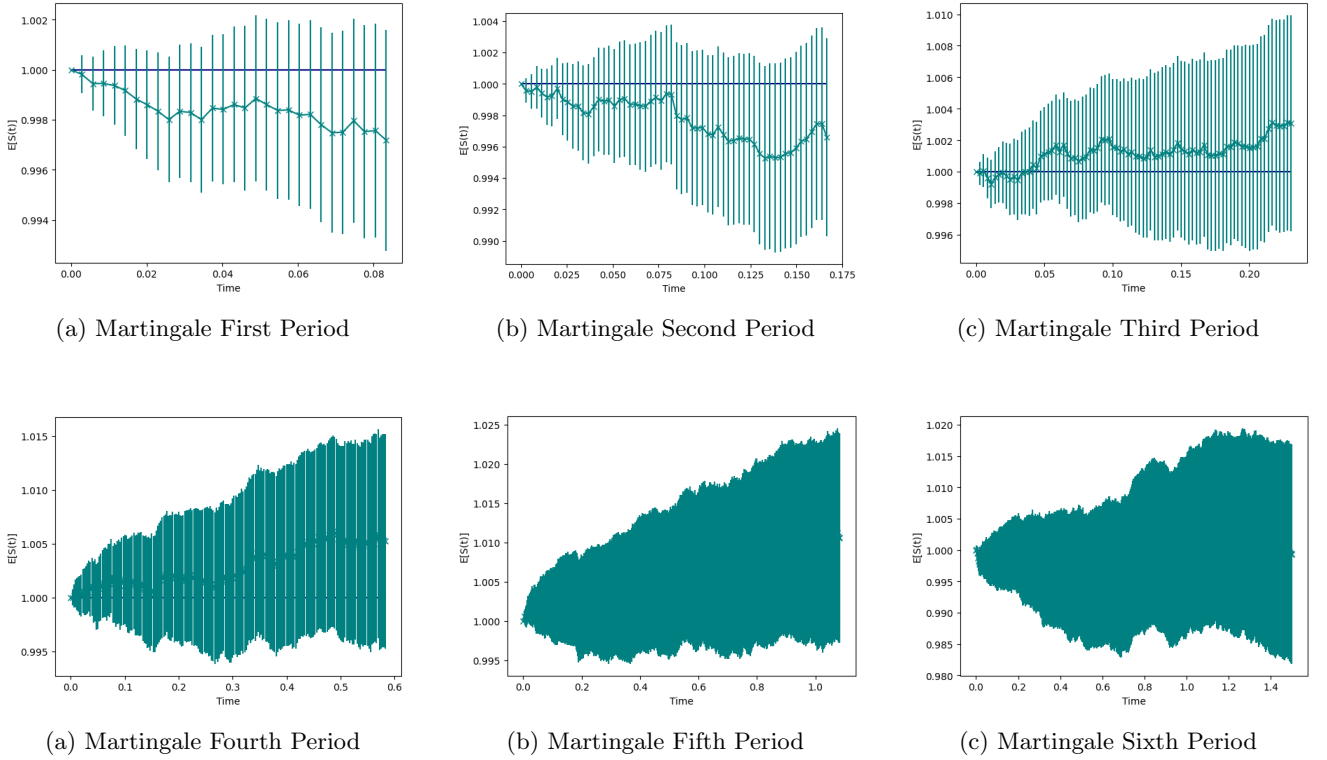 1.002
1.000
0.998
0.996
0.994
E[S(t)]
0.00 0.02 0.04 0.06 0.08
Time
(a) Martingale First Period
1.004
1.002
1.000
0.998
0.996
0.994
0.992
0.990
E[S(t)]
0.000 0.025 0.050 0.075 0.100 0.125 0.150 0.175
Time
(b) Martingale Second Period
1.010
1.008
1.006
1.004
1.002
1.000
0.998
0.996
E[S(t)]
0.00 0.05 0.10 0.15 0.20
Time
(c) Martingale Third Period
1.015
1.010
1.005
1.000
0.995
E[S(t)]
0.0 0.1 0.2 0.3 0.4 0.5 0.6
Time
(a) Martingale Fourth Period
1.025
1.020
1.015
1.010
1.005
1.000
0.995
E[S(t)]
0.0 0.2 0.4 0.6 0.8 1.0
Time
(b) Martingale Fifth Period
1.020
1.015
1.010
1.005
1.000
0.995
0.990
0.985
0.980
E[S(t)]
0.0 0.2 0.4 0.6 0.8 1.0 1.2 1.4
Time
(c) Martingale Sixth Period